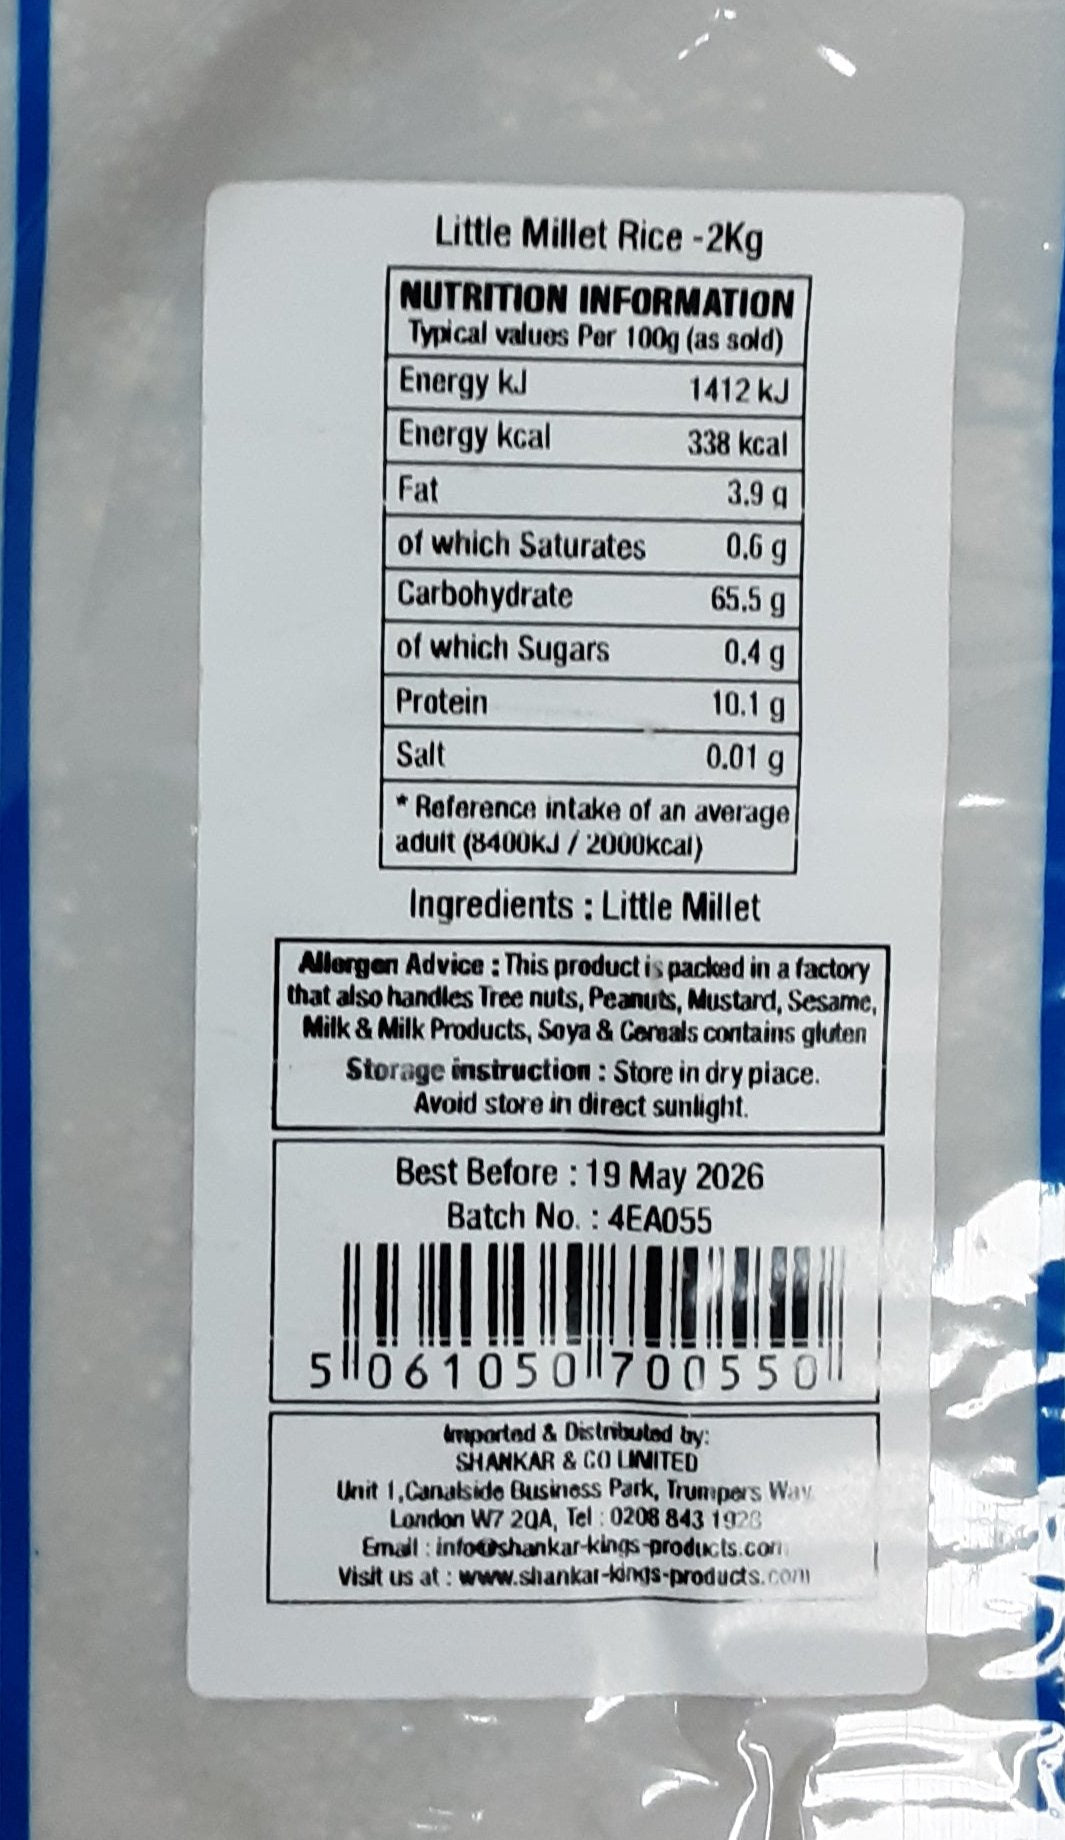 Little Millet Rice -2Kg
NUTRITION INFORMATION
Typical values Per 100g (as sold)
Energy kJ 1412 kJ
Energy kcal 338 kcal
Fat 3.9 g
of which Saturates 0.6 g
Carbohydrate 65.5 g
of which Sugars 0.4 g
Protein 10.1 g
Salt 0.01 g
* Reference intake of an average
adult (8400KJ / 2000kcal)
Ingredients : Little Millet
Allergen Advice : This product is packed in a factory
that also handles Tree nuts, Peanuts, Mustard, Sesame,
Milk & Milk Products, Soya & Cereals contains gluten
Storage instruction : Store in dry place.
Avoid store in direct sunlight.
Best Before : 19 May 2026
Batch No. : 4EA055
5 061050 700550
Imported & Distributed by:
SHANKAR & CO LIMITED
Unit 1,Canalside Business Park, Trumpers Way
London W7 2QA, Tel : 0208 843
Email : info@shankar-kings-products.com
Visit us at : www.shankar-kings-products.com